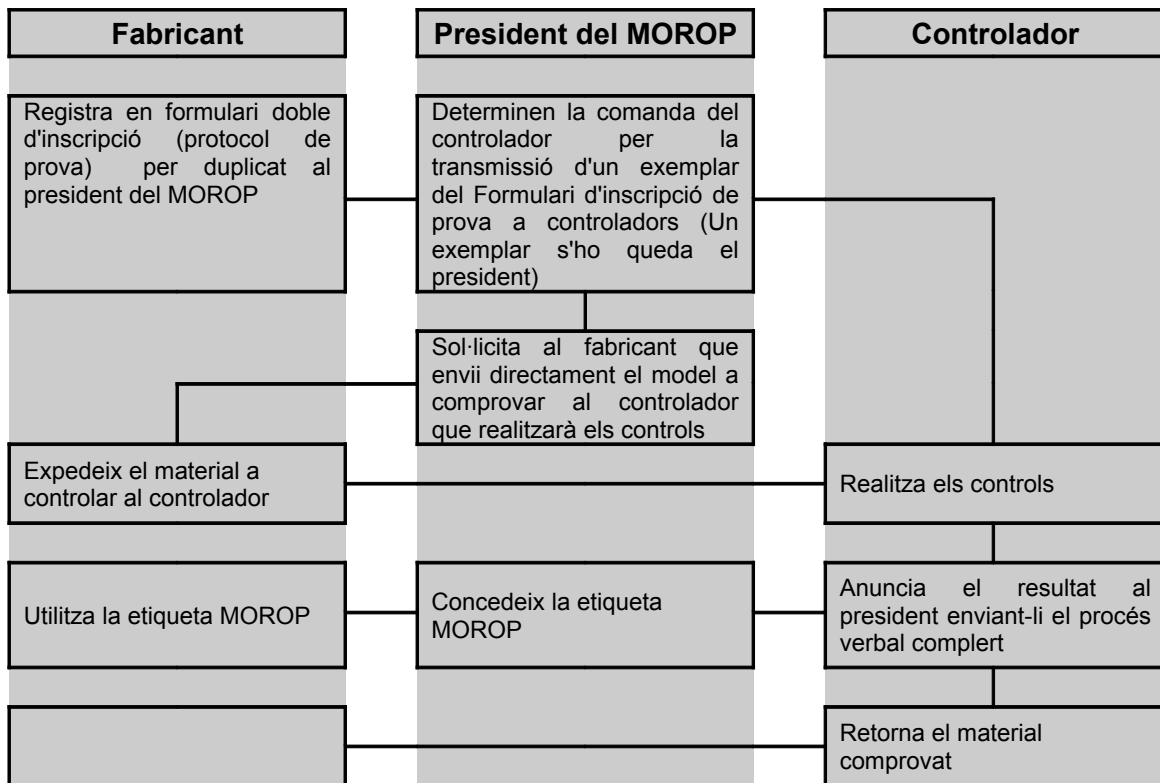 Fabricant
President del MOROP
Controlador
Registra en formulari doble
d'inscripció (protocol de
prova) per duplicat al
president del MOROP
Determinen la comanda del
controlador per la
transmissió d'un exemplar
del Formulari d'inscripció de
prova a controladors (Un
exemplar s'ho queda el
president)
Sol·licita al fabricant que
envii directament el model a
comprovar al controlador
que realitzarà els controls
Expedeix el material a
controlar al controlador
Realitza els controls
Utilitza la etiqueta MOROP
Concedeix la etiqueta
MOROP
Anuncia el resultat al
president enviant-li el procés
verbal complert
Retorna el material
comprovat